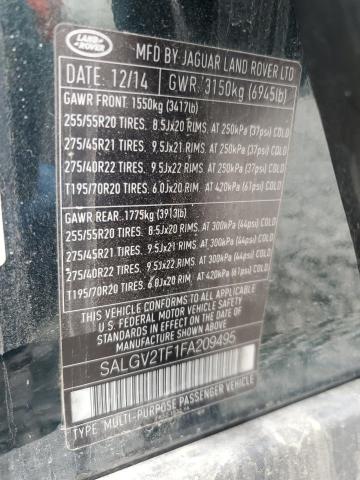 LAND ROVER
MFD BY JAGUAR LAND ROVER LTD
DATE: 12/14 GWR: 3150kg (6945lb)
GAWR FRONT: 1550kg (3417lb)
255/55R20 TIRES. 8.5Jx20 RIMS. AT 250kPa (37psi) COLD
275/45R21 TIRES. 9.5Jx21 RIMS. AT 250kPa (37psi) COLD
275/40R22 TIRES. 9.5Jx22 RIMS. AT 250kPa (37psi) COLD
T195/70R20 TIRES. 6.0Jx20 RIM. AT 420kPa (61psi) COLD
GAWR REAR: 1775kg (3913lb)
255/55R20 TIRES. 8.5Jx20 RIMS. AT 300kPa (44psi) COLD
275/45R21 TIRES. 9.5Jx21 RIMS. AT 300kPa (44psi) COLD
275/40R22 TIRES. 9.5Jx22 RIMS. AT 300kPa (44psi) COLD
T195/70R20 TIRES. 6.0Jx20 RIM. AT 420kPa (61psi) COLD
THIS VEHICLE CONFORMS TO ALL APPLICABLE
U.S. FEDERAL MOTOR VEHICLE SAFETY STANDARDS
IN EFFECT ON THE DATE OF MANUFACTURE SHOWN ABOVE.
SALGV2TF1FA209495
TYPE: MULTI-PURPOSE PASSENGER VEHICLE